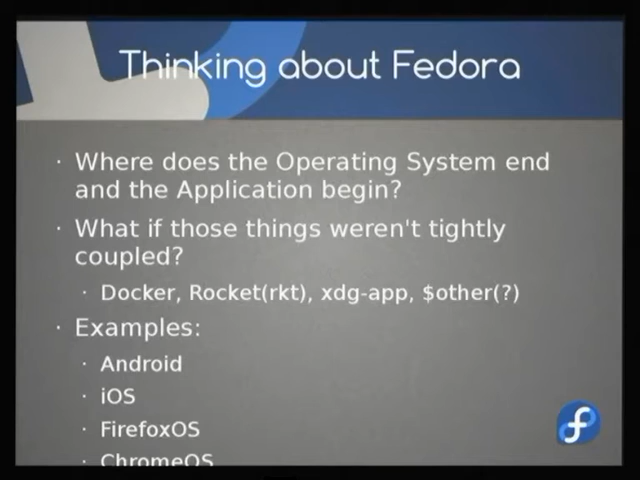 Thinking about Fedora
· Where does the Operating System end
and the Application begin?
· What if those things weren't tightly
coupled?
· Docker, Rocket(rkt), xdg-app, $other(?)
· Examples:
· Android
· iOS
· FirefoxOS
· ChromeOS